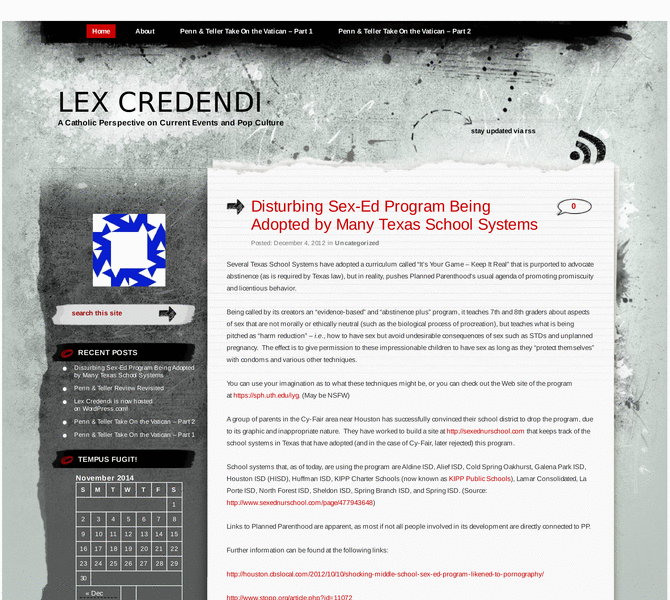 Home About Penn & Teller Take On the Vatican – Part 1 Penn & Teller Take On the Vatican – Part 2
LEX CREDENDI
A Catholic Perspective on Current Events and Pop Culture
stay updated via rss
search this site
RECENT POSTS
Disturbing Sex-Ed Program Being Adopted
by Many Texas School Systems
Penn & Teller Review Revisited
Lex Credendi is now hosted
on WordPress.com!
Penn & Teller Take On the Vatican – Part 2
Penn & Teller Take On the Vatican – Part 1
TEMPUS FUGIT!
November 2014
S M T W T F S
1
2 3 4 5 6 7 8
9 10 11 12 13 14 15
16 17 18 19 20 21 22
23 24 25 26 27 28 29
30
« Dec
Disturbing Sex-Ed Program Being
Adopted by Many Texas School Systems
0
Posted: December 4, 2012 in Uncategorized
Several Texas School Systems have adopted a curriculum called “It’s Your Game – Keep It Real” that is purported to advocate
abstinence (as is required by Texas law), but in reality, pushes Planned Parenthood’s usual agenda of promoting promiscuity
and licentious behavior.
Being called by its creators an “evidence-based” and “abstinence plus” program, it teaches 7th and 8th graders about aspects
of sex that are not morally or ethically neutral (such as the biological process of procreation), but teaches what is being
pitched as “harm reduction” – i.e., how to have sex but avoid undesirable consequences of sex such as STDs and unplanned
pregnancy. The effect is to give permission to these impressionable children to have sex as long as they “protect themselves”
with condoms and various other techniques.
You can use your imagination as to what these techniques might be, or you can check out the Web site of the program
at https://sph.uth.edu/iyg. (May be NSFW)
A group of parents in the Cy-Fair area near Houston has successfully convinced their school district to drop the program, due
to its graphic and inappropriate nature. They have worked to build a site at http://sexednurschool.com that keeps track of the
school systems in Texas that have adopted (and in the case of Cy-Fair, later rejected) this program.
School systems that, as of today, are using the program are Aldine ISD, Alief ISD, Cold Spring Oakhurst, Galena Park ISD,
Houston ISD (HISD), Huffman ISD, KIPP Charter Schools (now known as KIPP Public Schools), Lamar Consolidated, La
Porte ISD, North Forest ISD, Sheldon ISD, Spring Branch ISD, and Spring ISD. (Source:
http://www.sexednurschool.com/page/477943648)
Links to Planned Parenthood are apparent, as most if not all people involved in its development are directly connected to PP.
Further information can be found at the following links:
http://houston.cbslocal.com/2012/10/10/shocking-middle-school-sex-ed-program-likened-to-pornography/
http://www.stopp.org/article.php?id=11072